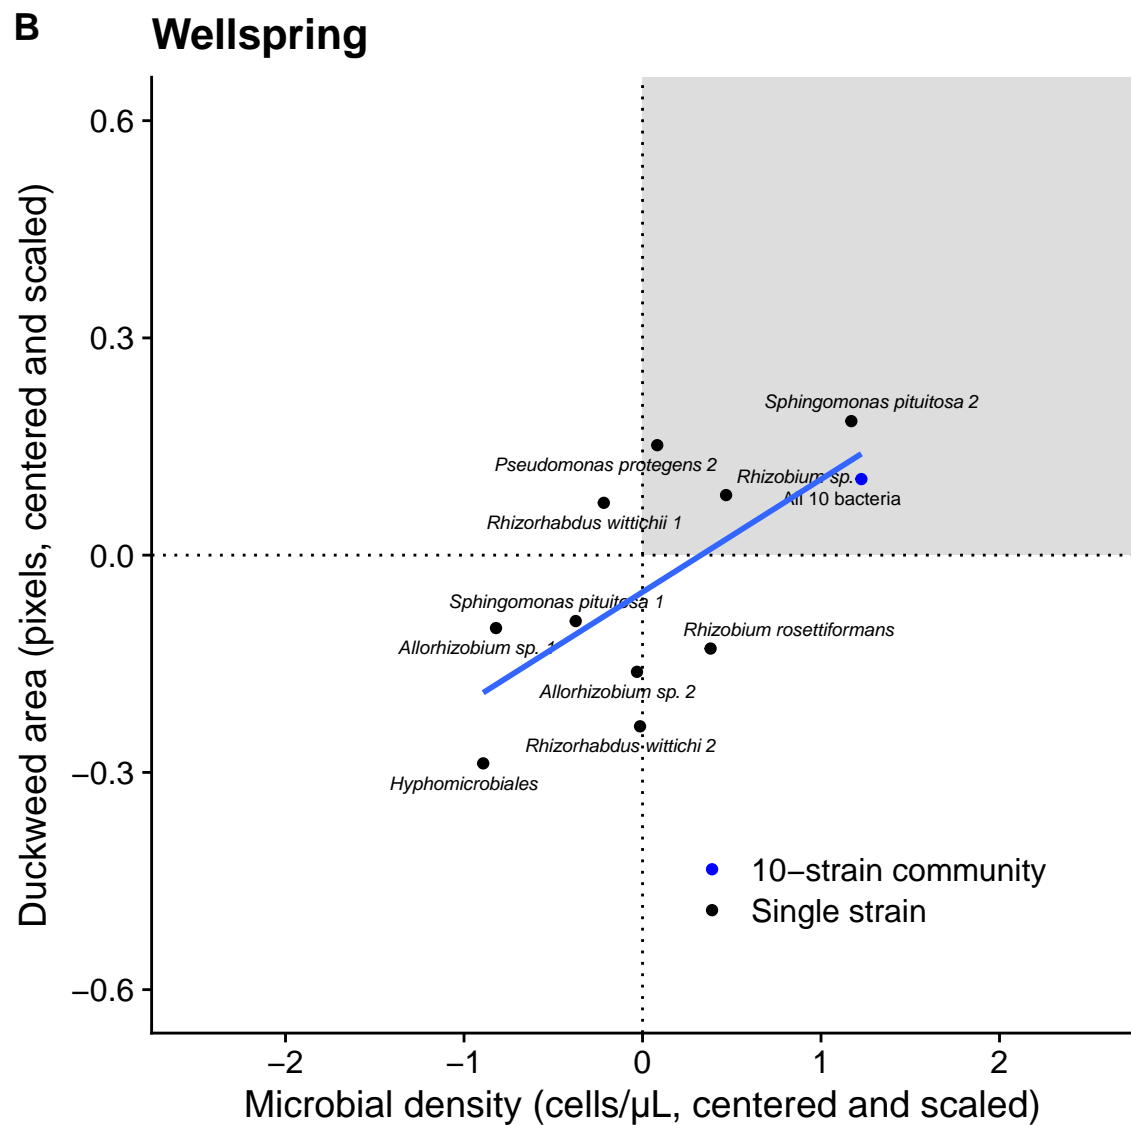 B
Wellspring
Duckweed area (pixels, centered and scaled)
0.6
0.3
0.0
−0.3
−0.6
Sphingomonas pituitosa 2
Pseudomonas protegens 2
Rhizobium sp.
All 10 bacteria
Rhizorhabdus wittichii 1
Sphingomonas pituitosa 1
Rhizobium rosettiformans
Allorhizobium sp. 1
Allorhizobium sp. 2
Rhizorhabdus wittichi 2
Hyphomicrobiales
10−strain community
Single strain
−2 −1 0 1 2
Microbial density (cells/µL, centered and scaled)